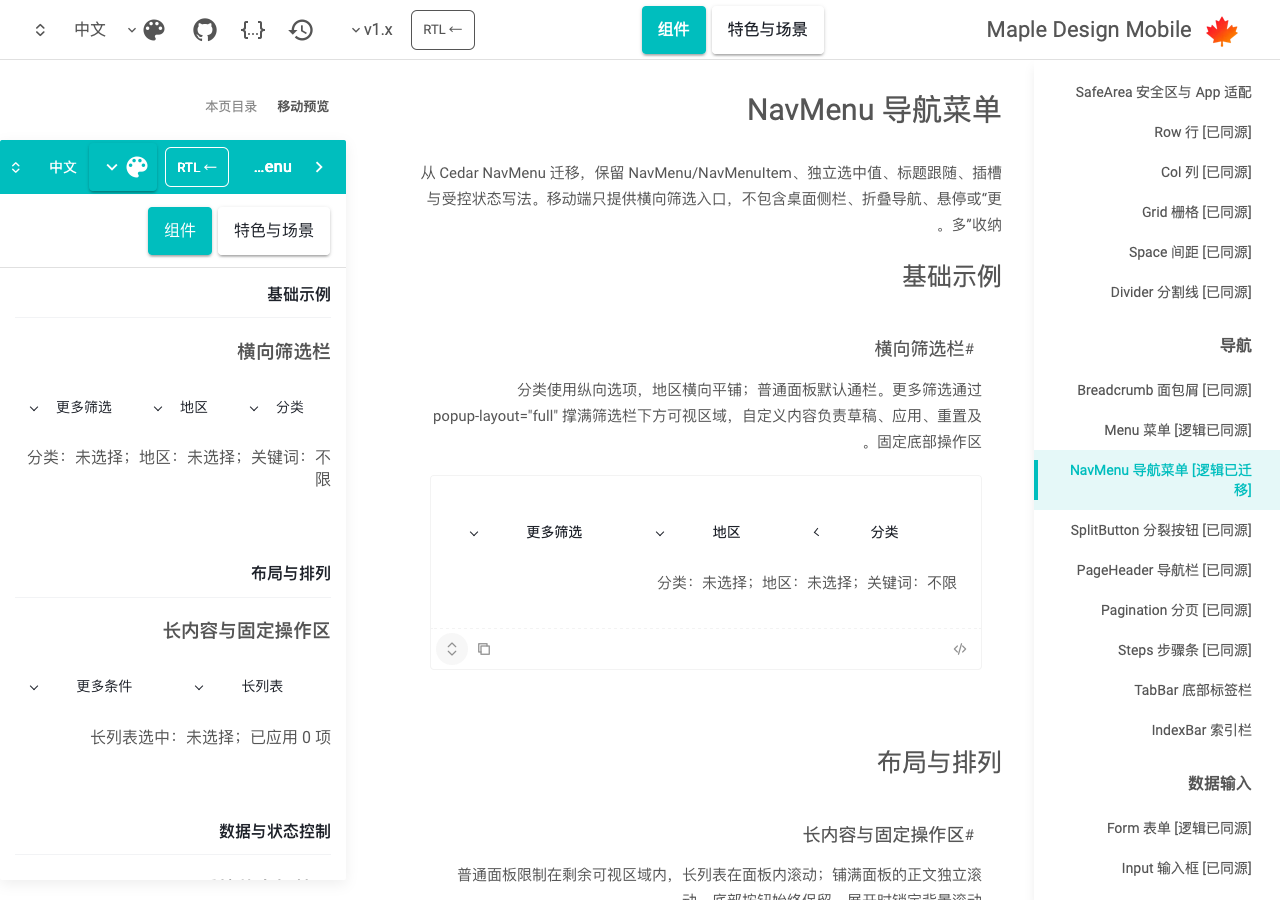 Maple Design Mobile
特色与场景
组件
RTL ←
v1.x
中文
SafeArea 安全区与 App 适配
Row 行 [已同源]
Col 列 [已同源]
Grid 栅格 [已同源]
Space 间距 [已同源]
Divider 分割线 [已同源]
导航
Breadcrumb 面包屑 [已同源]
Menu 菜单 [逻辑已同源]
NavMenu 导航菜单 [逻辑已迁
移]
SplitButton 分裂按钮 [已同源]
PageHeader 导航栏 [已同源]
Pagination 分页 [已同源]
Steps 步骤条 [已同源]
TabBar 底部标签栏
IndexBar 索引栏
数据输入
Form 表单 [逻辑已同源]
Input 输入框 [已同源]
NavMenu 导航菜单
从 Cedar NavMenu 迁移，保留 NavMenu/NavMenuItem、独立选中值、标题跟随、插槽
与受控状态写法。移动端只提供横向筛选入口，不包含桌面侧栏、折叠导航、悬停或“更
多”收纳。
基础示例
#横向筛选栏
分类使用纵向选项，地区横向平铺；普通面板默认通栏。更多筛选通过
popup-layout="full" 撑满筛选栏下方可视区域，自定义内容负责草稿、应用、重置及
固定底部操作区。
分类
地区
更多筛选
分类：未选择；地区：未选择；关键词：不限
布局与排列
#长内容与固定操作区
普通面板限制在剩余可视区域内，长列表在面板内滚动；铺满面板的正文独立滚
动，底部按钮始终保留。展开时锁定背景滚动
移动预览
本页目录
...enu
RTL ←
中文
特色与场景
组件
基础示例
横向筛选栏
分类
地区
更多筛选
分类：未选择；地区：未选择；关键词：不
限
布局与排列
长内容与固定操作区
长列表
更多条件
长列表选中：未选择；已应用 0 项
数据与状态控制